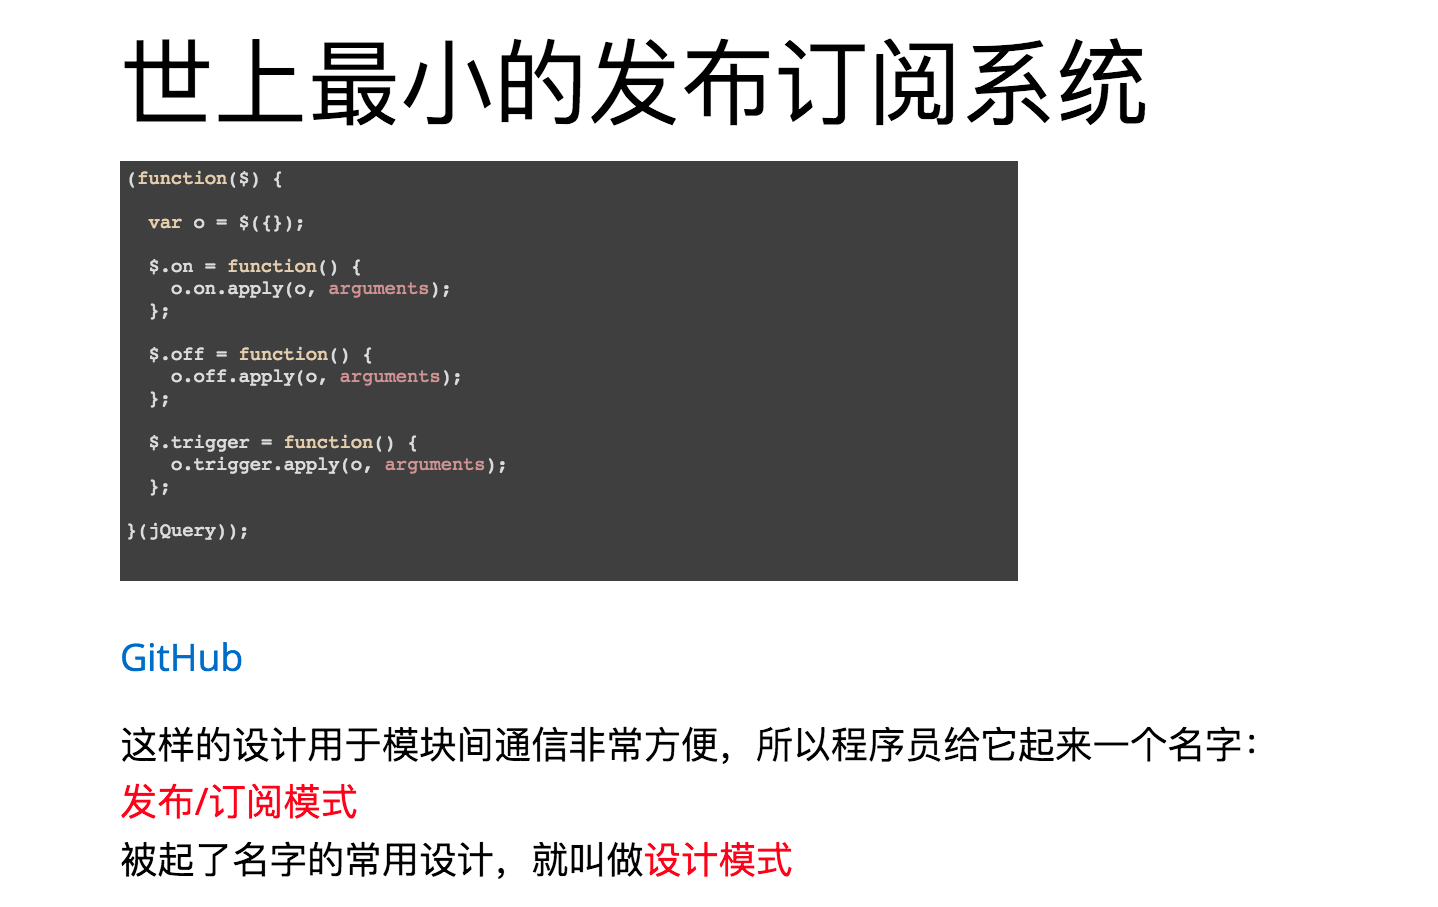 世上最小的发布订阅系统
(function($) {
  var o = $({});
  $.on = function() {
    o.on.apply(o, arguments);
  };
  $.off = function() {
    o.off.apply(o, arguments);
  };
  $.trigger = function() {
    o.trigger.apply(o, arguments);
  };
}(jQuery));
GitHub
这样的设计用于模块间通信非常方便，所以程序员给它起来一个名字：
发布/订阅模式
被起了名字的常用设计，就叫做设计模式